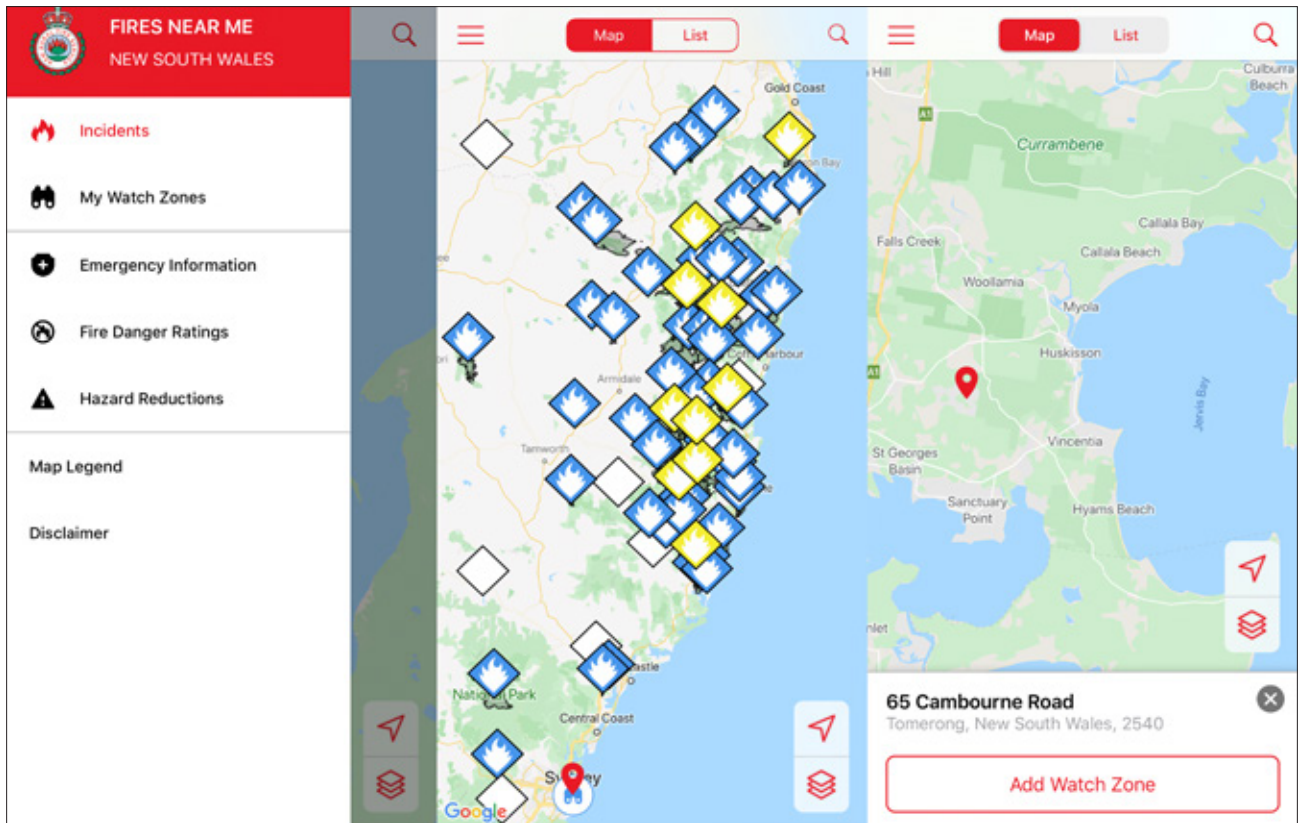 FIRES NEAR ME
NEW SOUTH WALES
Incidents
My Watch Zones
Emergency Information
Fire Danger Ratings
Hazard Reductions
Map Legend
Disclaimer
Map
List
Gold Coast
Bay
Armidale
Tamworth
Central Coast
Google
Map
List
Hill
Culburra
Beach
A1
Currambene
Callala Bay
Falls Creek
Callala Beach
Woollamia
Myola
Huskisson
A1
Jervis Bay
Vincentia
St Georges
Basin
Sanctuary
Point
Hyams Beach
65 Cambourne Road
Tomerong, New South Wales, 2540
Add Watch Zone